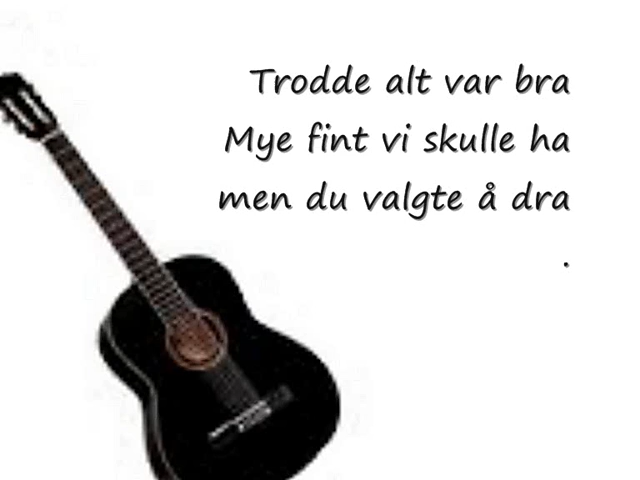 Trodde alt var bra
Mye fint vi skulle ha
men du valgte å dra
.